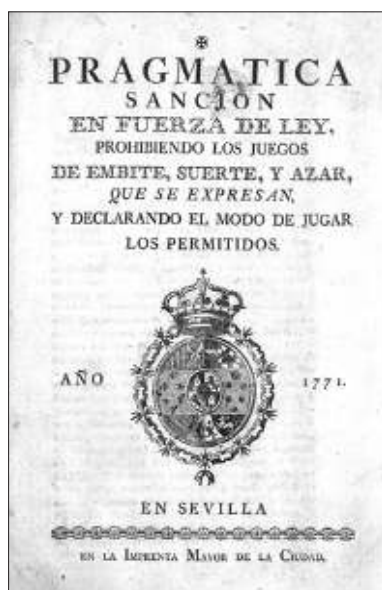 PRAGMATICA
SANCION
EN FUERZA DE LEY,
PROHIBIENDO LOS JUEGOS
DE EMBITE, SUERTE, Y AZAR,
QUE SE EXPRESAN,
Y DECLARANDO EL MODO DE JUGAR
LOS PERMITIDOS.
AÑO 1771.
EN SEVILLA
EN LA IMPRENTA MAYOR DE LA CIUDAD.